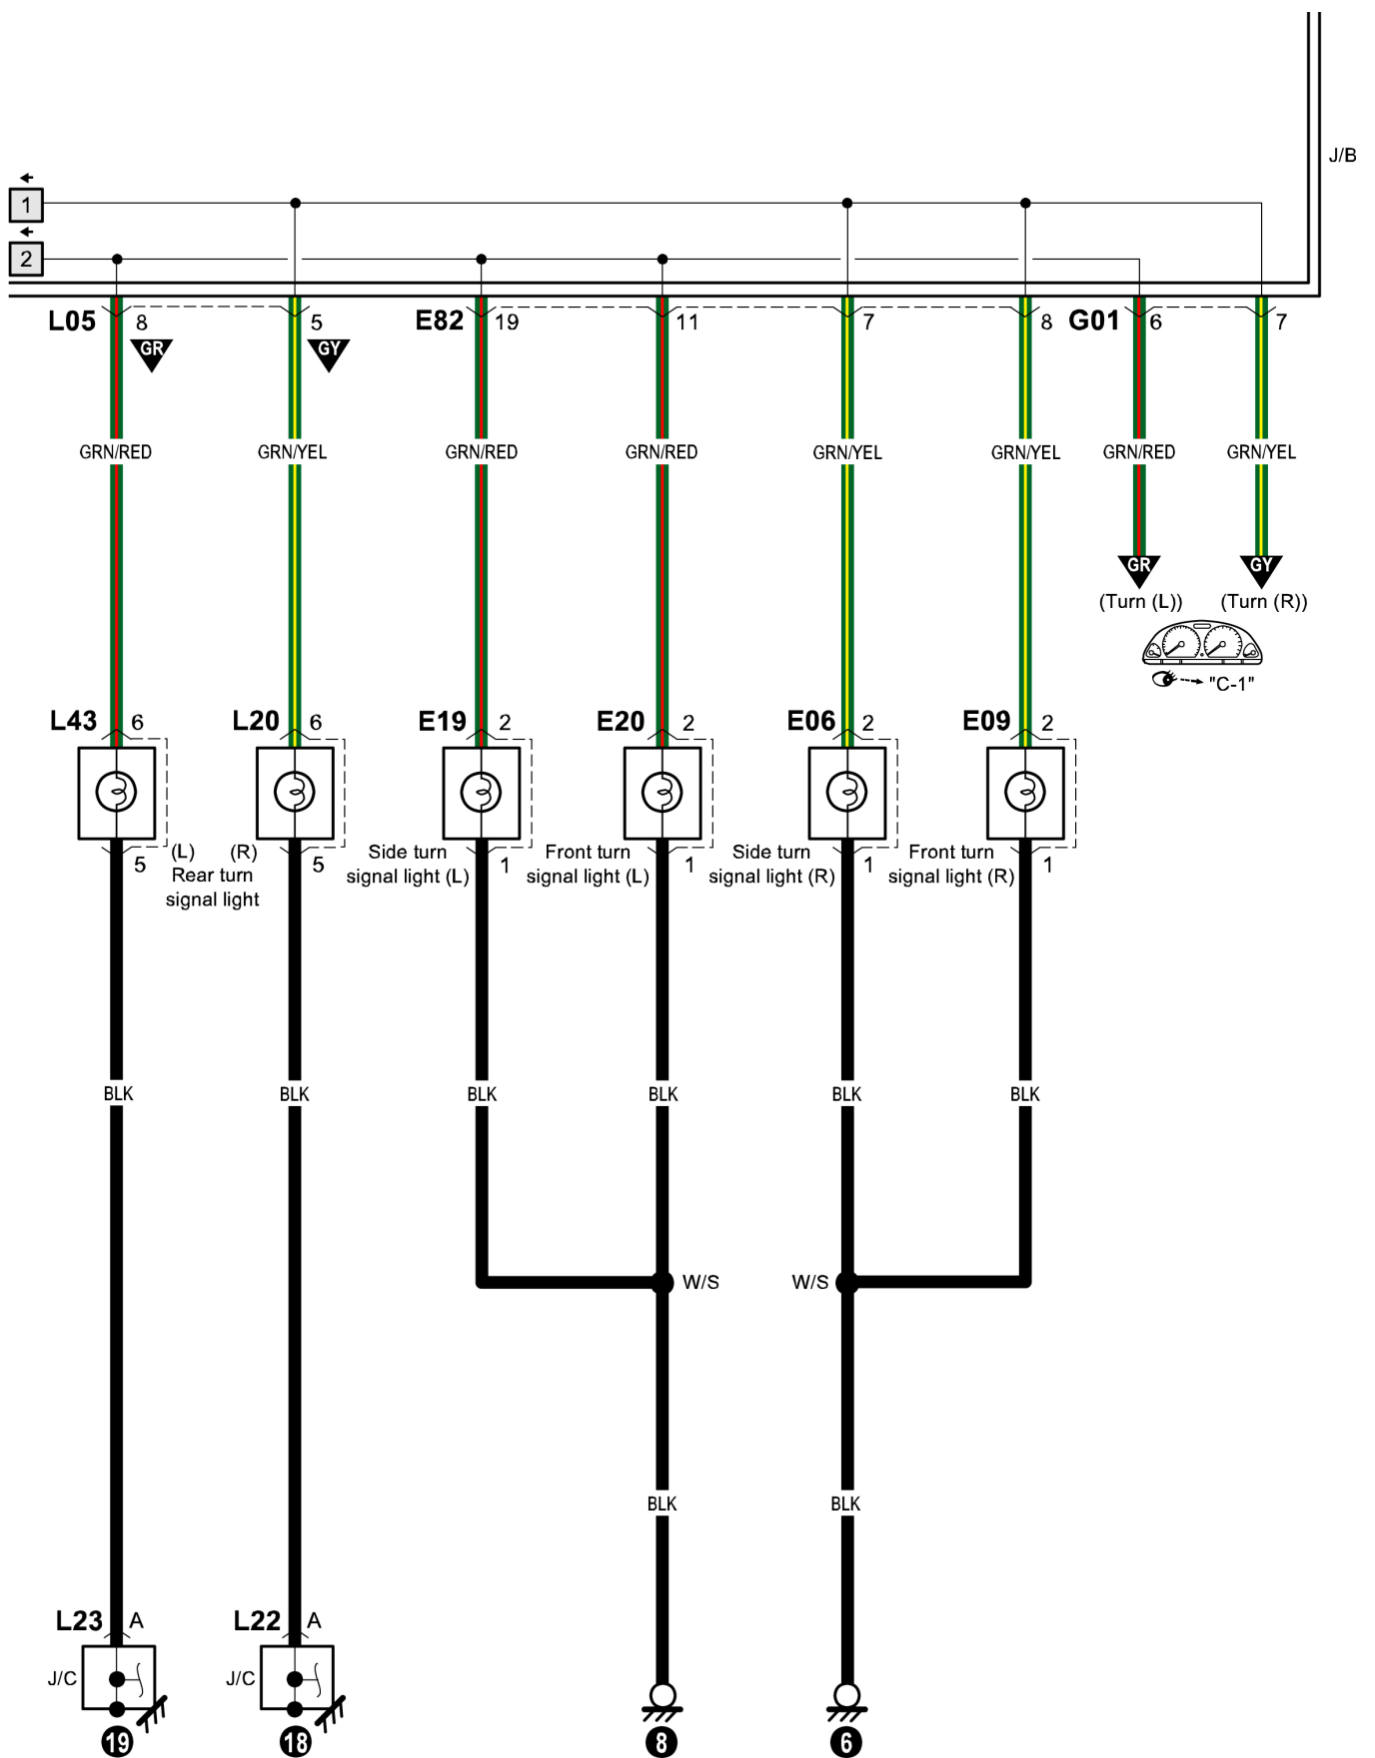 J/B
1
2
L05 8 5 E82 19 11 7 8 G01 6 7
GR GY
GRN/RED GRN/YEL GRN/RED GRN/RED GRN/YEL GRN/YEL GRN/RED GRN/YEL
GR GY
(Turn (L)) (Turn (R))
"C-1"
L43 6 L20 6 E19 2 E20 2 E06 2 E09 2
5 5 1 1 1 1
(L) (R)
Rear turn
signal light
Side turn
signal light (L)
Front turn
signal light (L)
Side turn
signal light (R)
Front turn
signal light (R)
BLK BLK BLK BLK BLK BLK
W/S W/S
BLK BLK
L23 A L22 A
J/C J/C
19 18 8 6